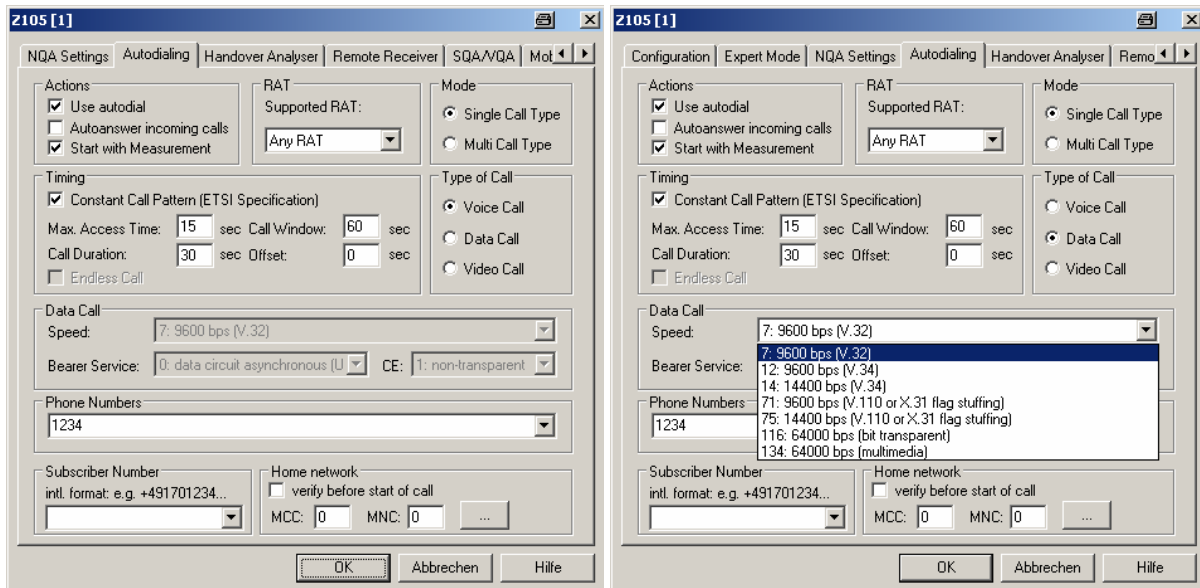 Z105 [1]
NQA Settings Autodialing Handover Analyser Remote Receiver SQA/VQA Mob
Actions
Use autodial
Autoanswer incoming calls
Start with Measurement
RAT
Supported RAT:
Any RAT
Mode
Single Call Type
Multi Call Type
Timing
Constant Call Pattern (ETSI Specification)
Max. Access Time: 15 sec Call Window: 60 sec
Call Duration: 30 sec Offset: 0 sec
Endless Call
Type of Call
Voice Call
Data Call
Video Call
Data Call
Speed: 7: 9600 bps (V.32)
Bearer Service: 0: data circuit asynchronous (U CE: 1: non-transparent
Phone Numbers
1234
Subscriber Number
intl. format: e.g. +491701234...
Home network
verify before start of call
MCC: 0 MNC: 0 ...
OK Abbrechen Hilfe
Z105 [1]
Configuration Expert Mode NQA Settings Autodialing Handover Analyser Remo
Actions
Use autodial
Autoanswer incoming calls
Start with Measurement
RAT
Supported RAT:
Any RAT
Mode
Single Call Type
Multi Call Type
Timing
Constant Call Pattern (ETSI Specification)
Max. Access Time: 15 sec Call Window: 60 sec
Call Duration: 30 sec Offset: 0 sec
Endless Call
Type of Call
Voice Call
Data Call
Video Call
Data Call
Speed: 7: 9600 bps (V.32)
Bearer Service:
7: 9600 bps (V.32)
12: 9600 bps (V.34)
14: 14400 bps (V.34)
71: 9600 bps (V.110 or X.31 flag stuffing)
75: 14400 bps (V.110 or X.31 flag stuffing)
116: 64000 bps (bit transparent)
134: 64000 bps (multimedia)
Phone Numbers
1234
Subscriber Number
intl. format: e.g. +491701234...
Home network
verify before start of call
MCC: 0 MNC: 0 ...
OK Abbrechen Hilfe